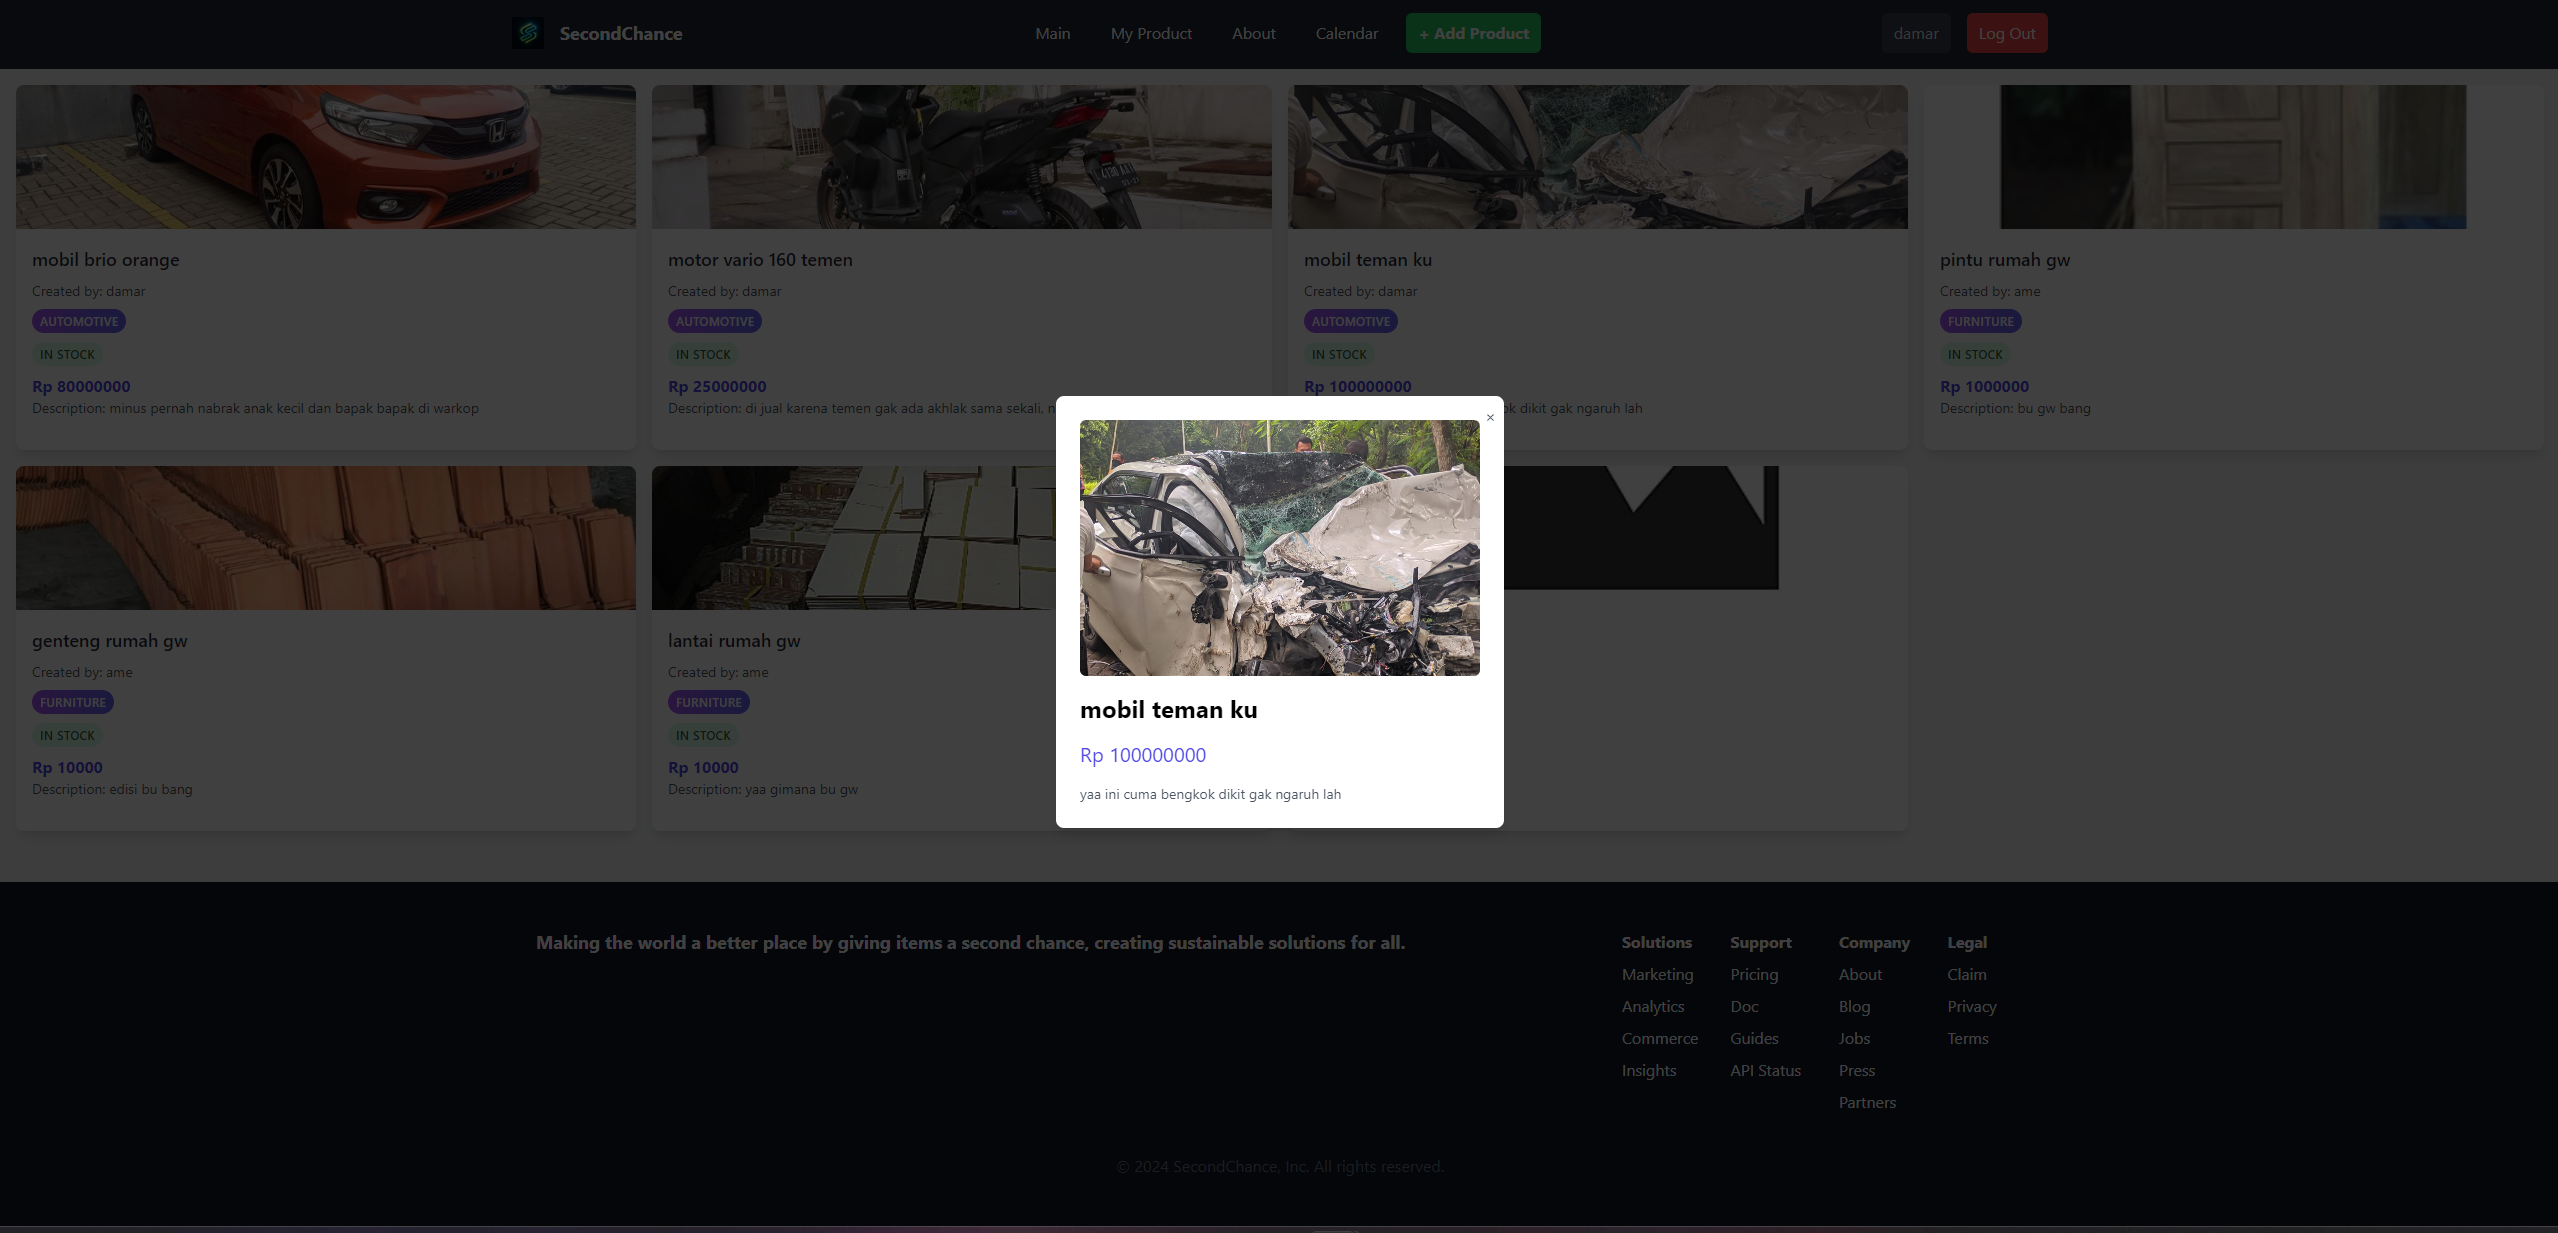 SecondChance
Main
My Product
About
Calendar
+ Add Product
damar
Log Out
mobil brio orange
Created by: damar
AUTOMOTIVE
IN STOCK
Rp 80000000
Description: minus pernah nabrak anak kecil dan bapak bapak di warkop
motor vario 160 temen
Created by: damar
AUTOMOTIVE
IN STOCK
Rp 25000000
Description: di jual karena temen gak ada akhlak sama sekali,
mobil teman ku
Created by: damar
AUTOMOTIVE
IN STOCK
Rp 100000000
dikit gak ngaruh lah
pintu rumah gw
Created by: ame
FURNITURE
IN STOCK
Rp 1000000
Description: bu gw bang
×
mobil teman ku
Rp 100000000
yaa ini cuma bengkok dikit gak ngaruh lah
genteng rumah gw
Created by: ame
FURNITURE
IN STOCK
Rp 10000
Description: edisi bu bang
lantai rumah gw
Created by: ame
FURNITURE
IN STOCK
Rp 10000
Description: yaa gimana bu gw
Making the world a better place by giving items a second chance, creating sustainable solutions for all.
Solutions
Marketing
Analytics
Commerce
Insights
Support
Pricing
Doc
Guides
API Status
Company
About
Blog
Jobs
Press
Partners
Legal
Claim
Privacy
Terms
© 2024 SecondChance, Inc. All rights reserved.